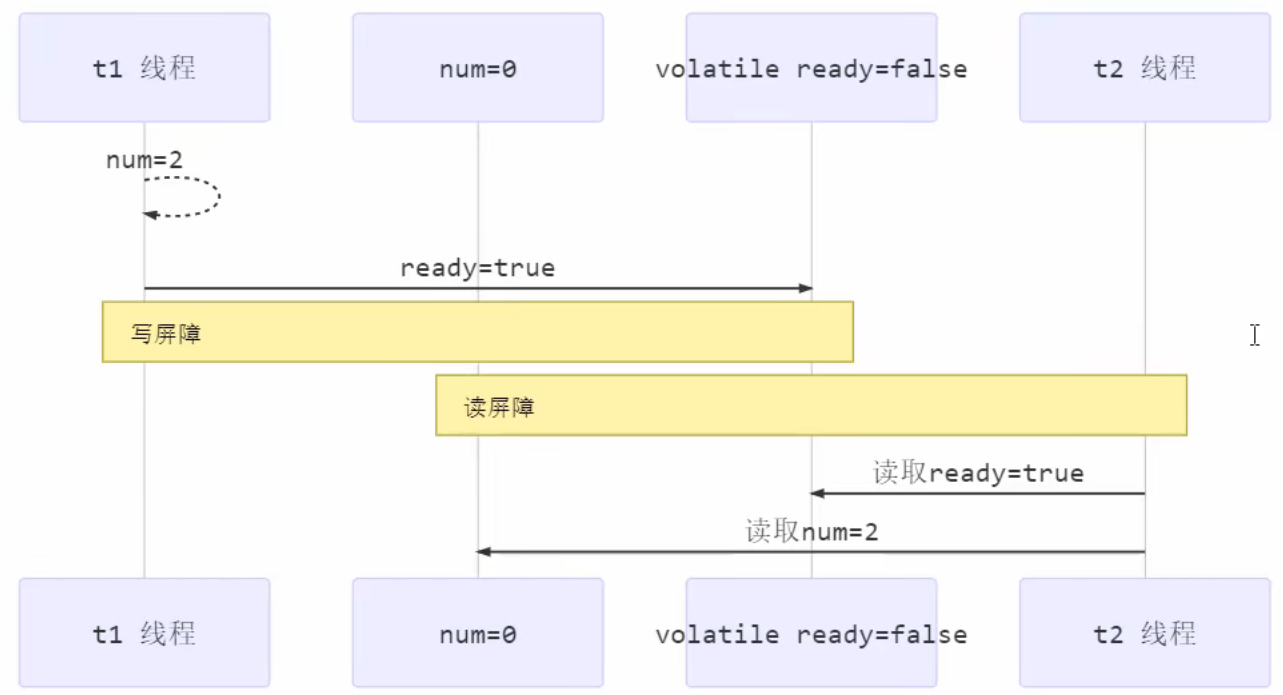 t1 线程
num=0
volatile ready=false
t2 线程
num=2
ready=true
写屏障
读屏障
读取ready=true
读取num=2
t1 线程
num=0
volatile ready=false
t2 线程